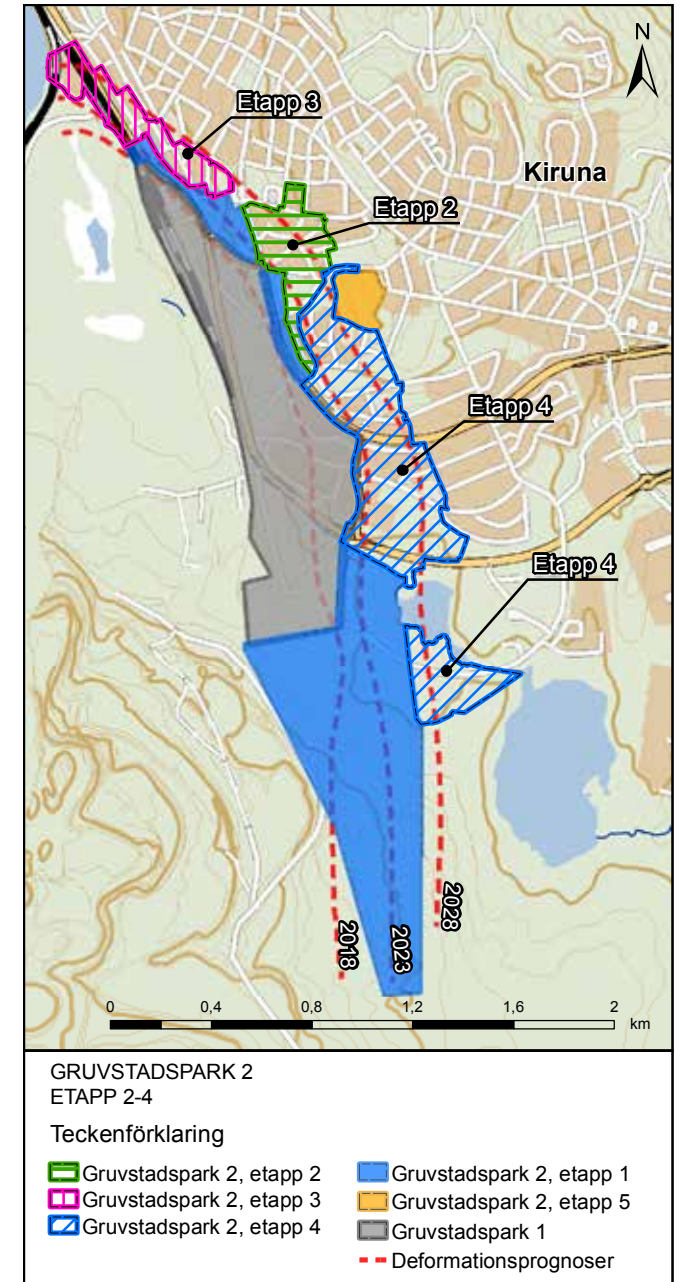 N
Etapp 3
Kiruna
Etapp 2
Etapp 4
Etapp 4
2018
2023
2028
0 0,4 0,8 1,2 1,6 2
km
GRUVSTADSPARK 2
ETAPP 2-4
Teckenförklaring
Gruvstadspark 2, etapp 2
Gruvstadspark 2, etapp 3
Gruvstadspark 2, etapp 4
Gruvstadspark 2, etapp 1
Gruvstadspark 2, etapp 5
Gruvstadspark 1
Deformationsprognoser